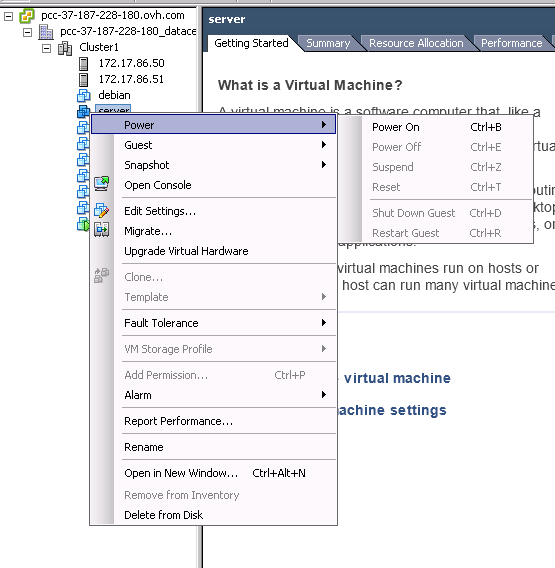 pcc-37-187-228-180.ovh.com
pcc-37-187-228-180_datace
Cluster1
172.17.86.50
172.17.86.51
debian
server
server
Getting Started
Summary
Resource Allocation
Performance
What is a Virtual Machine?
A virtual machine is a software computer that, like a
Power
Guest
Snapshot
Open Console
Edit Settings...
Migrate...
Upgrade Virtual Hardware
Clone...
Template
Fault Tolerance
VM Storage Profile
Add Permission... Ctrl+P
Alarm
Report Performance...
Rename
Open in New Window... Ctrl+Alt+N
Remove from Inventory
Delete from Disk
Power On Ctrl+B
Power Off Ctrl+E
Suspend Ctrl+Z
Reset Ctrl+T
Shut Down Guest Ctrl+D
Restart Guest Ctrl+R
applications.
virtual machines run on hosts or
host can run many virtual machine
virtual machine
machine settings